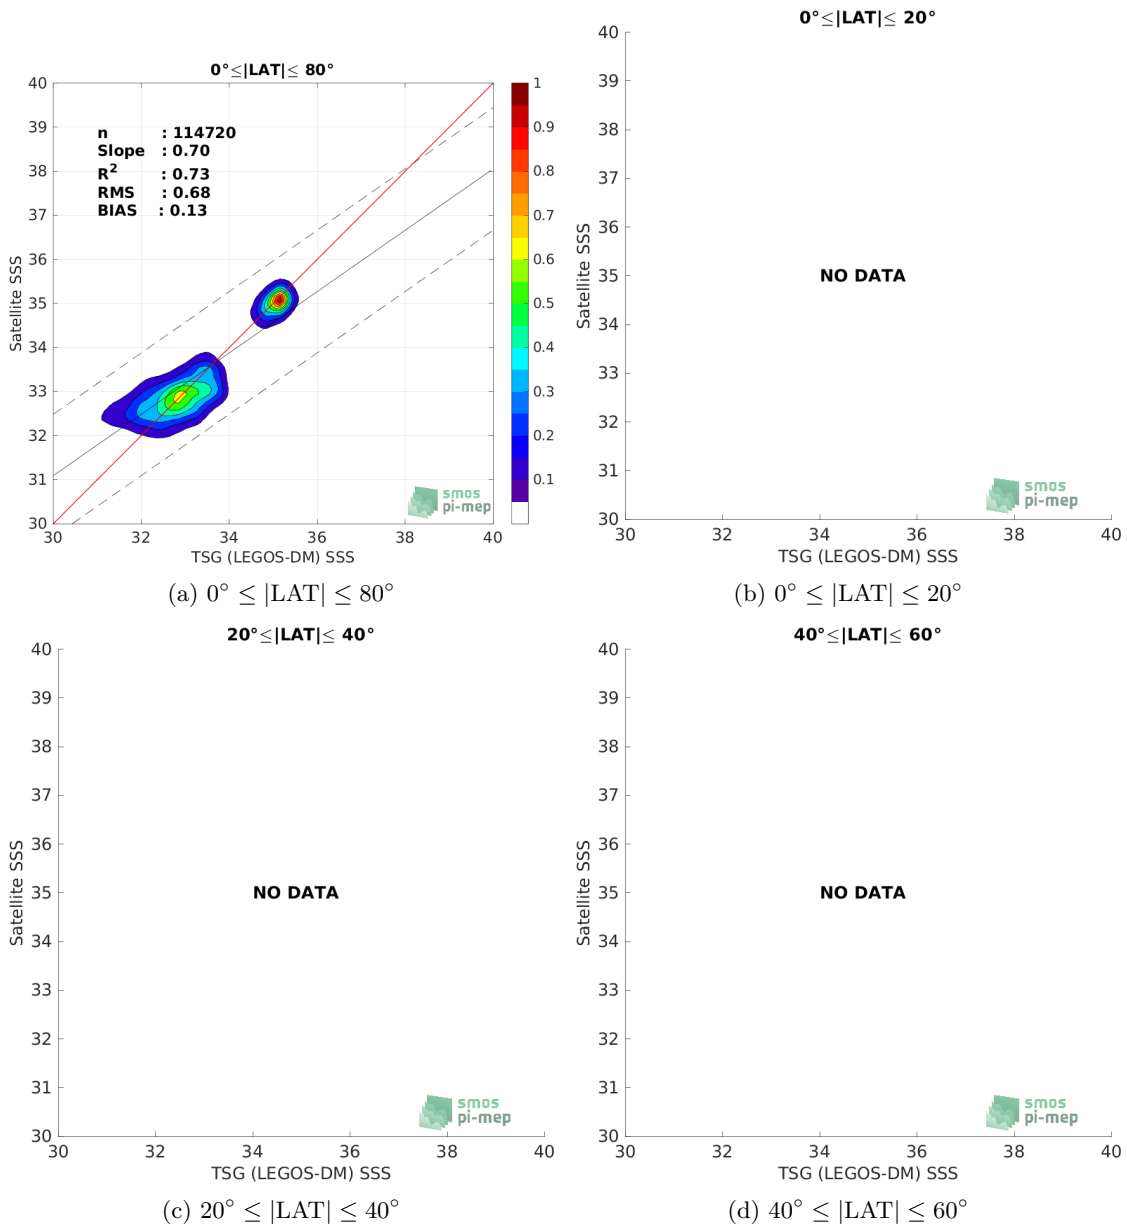 0°≤|LAT|≤ 80°
40
39
38
37
36
35
34
33
32
31
30
Satellite SSS
n : 114720
Slope : 0.70
R² : 0.73
RMS : 0.68
BIAS : 0.13
1
0.9
0.8
0.7
0.6
0.5
0.4
0.3
0.2
0.1
smos
pi-mep
30 32 34 36 38 40
TSG (LEGOS-DM) SSS
(a) 0° ≤ |LAT| ≤ 80°
0°≤|LAT|≤ 20°
40
39
38
37
36
35
34
33
32
31
30
Satellite SSS
NO DATA
smos
pi-mep
30 32 34 36 38 40
TSG (LEGOS-DM) SSS
(b) 0° ≤ |LAT| ≤ 20°
20°≤|LAT|≤ 40°
40
39
38
37
36
35
34
33
32
31
30
Satellite SSS
NO DATA
smos
pi-mep
30 32 34 36 38 40
TSG (LEGOS-DM) SSS
(c) 20° ≤ |LAT| ≤ 40°
40°≤|LAT|≤ 60°
40
39
38
37
36
35
34
33
32
31
30
Satellite SSS
NO DATA
smos
pi-mep
30 32 34 36 38 40
TSG (LEGOS-DM) SSS
(d) 40° ≤ |LAT| ≤ 60°